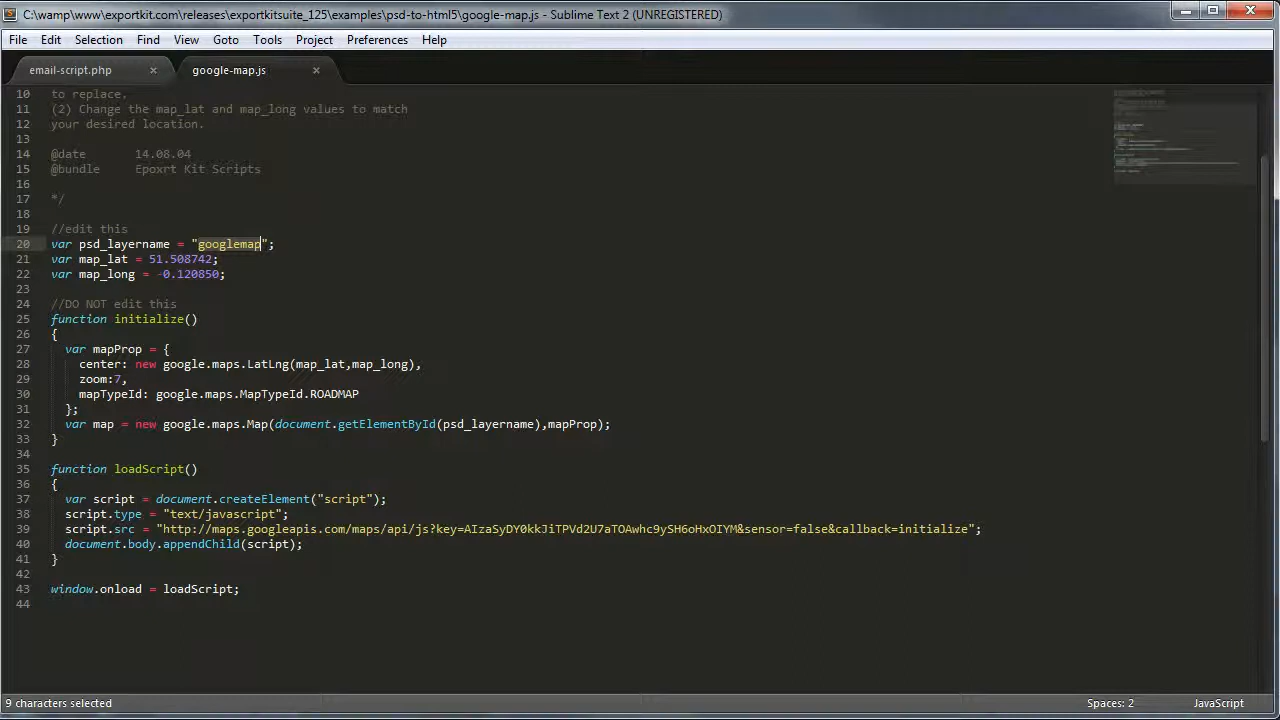 C:\wamp\www\exportkit.com\releases\exportkitsuite_125\examples\psd-to-html5\google-map.js - Sublime Text 2 (UNREGISTERED)
File Edit Selection Find View Goto Tools Project Preferences Help
email-script.php × google-map.js ×
10 to replace.
11 (2) Change the map_lat and map_long values to match
12 your desired location.
13
14 @date 14.08.04
15 @bundle Epoxrt Kit Scripts
16
17 */
18
19 //edit this
20 var psd_layername = "googlemap";
21 var map_lat = 51.508742;
22 var map_long = -0.120850;
23
24 //DO NOT edit this
25 function initialize()
26 {
27 var mapProp = {
28 center: new google.maps.LatLng(map_lat,map_long),
29 zoom:7,
30 mapTypeId: google.maps.MapTypeId.ROADMAP
31 };
32 var map = new google.maps.Map(document.getElementById(psd_layername),mapProp);
33 }
34
35 function loadScript()
36 {
37 var script = document.createElement("script");
38 script.type = "text/javascript";
39 script.src = "http://maps.googleapis.com/maps/api/js?key=AIzaSyDY0kkJiTPVd2U7aTOAwhc9ySH6oHxOIYM&sensor=false&callback=initialize";
40 document.body.appendChild(script);
41 }
42
43 window.onload = loadScript;
44
9 characters selected Spaces: 2 JavaScript